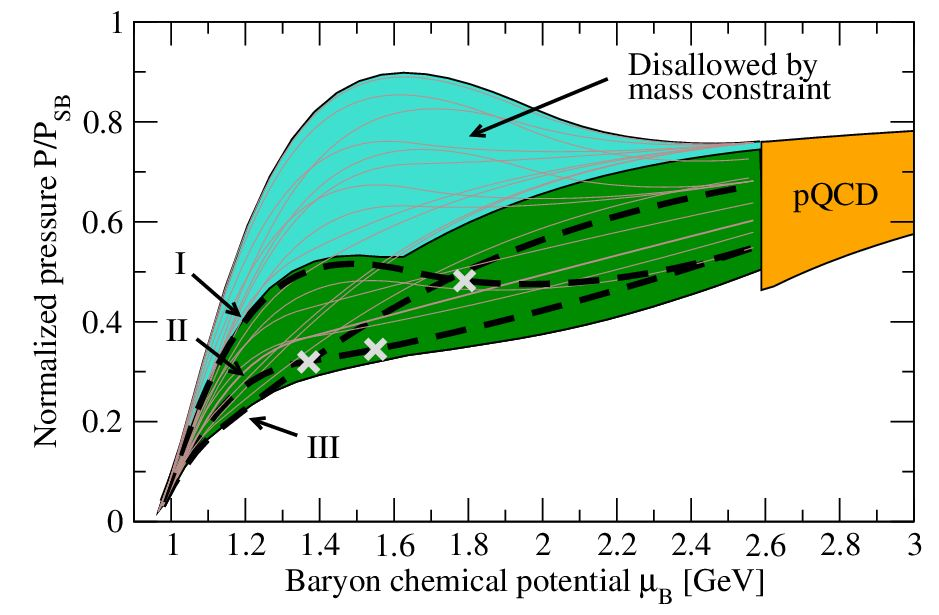 Normalized pressure P/P_SB
1
0.8
0.6
0.4
0.2
0
Disallowed by
mass constraint
pQCD
I
II
III
1 1.2 1.4 1.6 1.8 2 2.2 2.4 2.6 2.8 3
Baryon chemical potential μ_B [GeV]